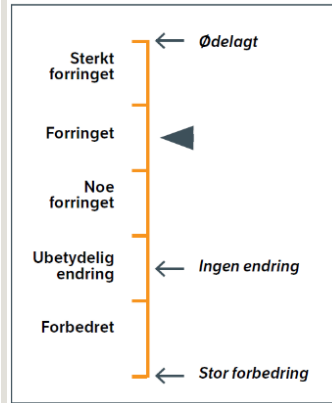 Ødelagt
Sterkt
forringet
Forringet
Noe
forringet
Ubetydelig
endring
Ingen endring
Forbedret
Stor forbedring